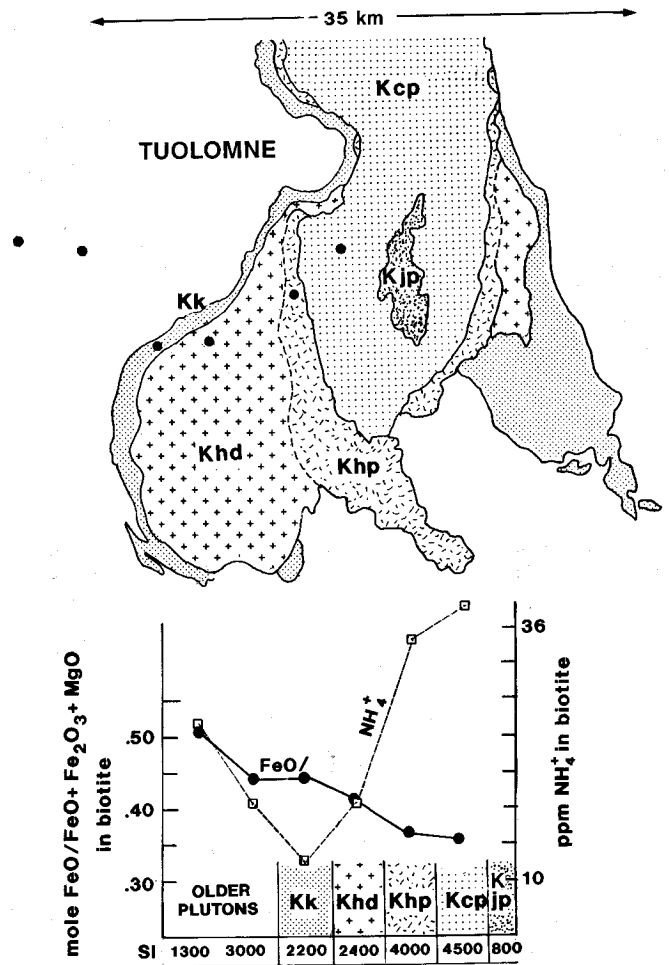 35 km
Kcp
TUOLOMNE
Kjp
Kk
Khd
Khp
mole FeO/FeO+ Fe₂O₃+ MgO
in biotite
.50
.40
.30
FeO/
NH₄⁺
36
10
ppm NH₄⁺ in biotite
OLDER
PLUTONS
Kk
Khd
Khp
Kcp
K
jp
SI 1300 3000 2200 2400 4000 4500 800